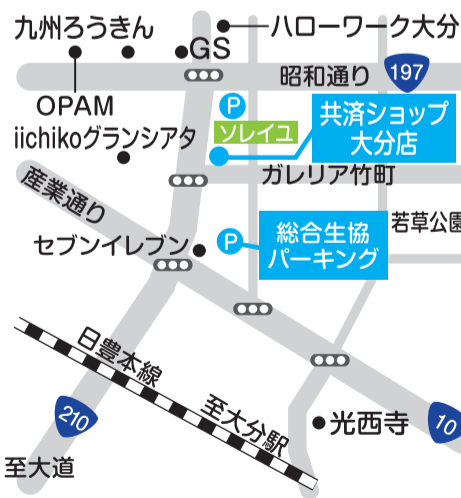 九州ろうきん
ハローワーク大分
GS
昭和通り
197
OPAM
P
共済ショップ
大分店
iichikoグランシアタ
ソレイユ
ガレリア竹町
産業通り
セブンイレブン
P
総合生協
パーキング
若草公園
日豊本線
至大分駅
210
光西寺
10
至大道